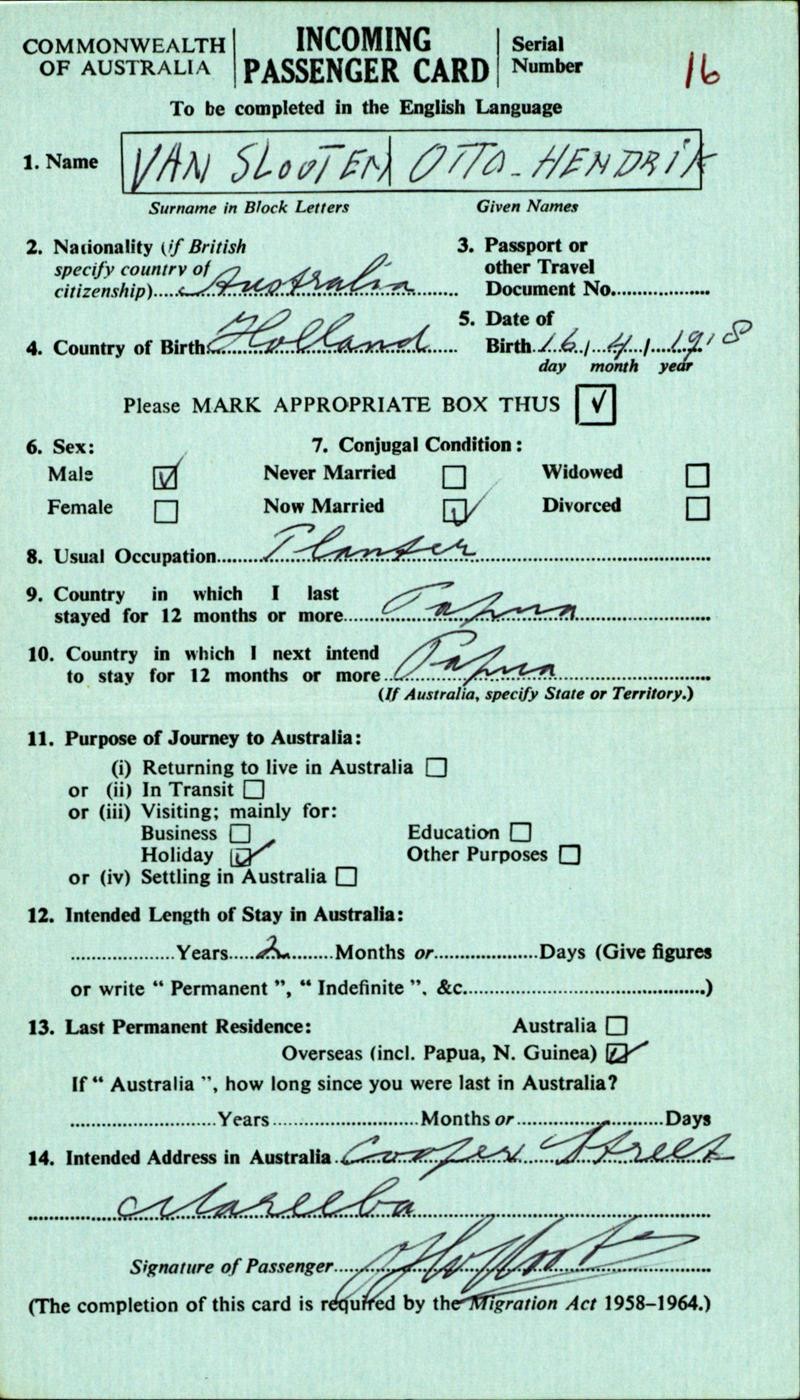 COMMONWEALTH OF AUSTRALIA
INCOMING PASSENGER CARD
Serial Number 16
To be completed in the English Language
1. Name VAN SLOOTEN OTTO-HENDRIK
Surname in Block Letters Given Names
2. Nationality (if British
specify country of
citizenship)..... Australia
3. Passport or
other Travel
Document No.
4. Country of Birth Holland
5. Date of
Birth 16 / 4 / 1918
day month year
Please MARK APPROPRIATE BOX THUS ✓
6. Sex:
Male ☑
Female ☐
7. Conjugal Condition:
Never Married ☐ Widowed ☐
Now Married ☑ Divorced ☐
8. Usual Occupation Planter
9. Country in which I last
stayed for 12 months or more Papua
10. Country in which I next intend
to stay for 12 months or more Papua
(If Australia, specify State or Territory.)
11. Purpose of Journey to Australia:
(i) Returning to live in Australia ☐
or (ii) In Transit ☐
or (iii) Visiting; mainly for:
Business ☐ Education ☐
Holiday ☑ Other Purposes ☐
or (iv) Settling in Australia ☐
12. Intended Length of Stay in Australia:
Years 2 Months or Days (Give figures
or write “ Permanent ”, “ Indefinite ”, &c. )
13. Last Permanent Residence: Australia ☐
Overseas (incl. Papua, N. Guinea) ☑
If “ Australia ”, how long since you were last in Australia?
Years Months or Days
14. Intended Address in Australia Cooper Street
Mareeba
Signature of Passenger
(The completion of this card is required by the Migration Act 1958–1964.)